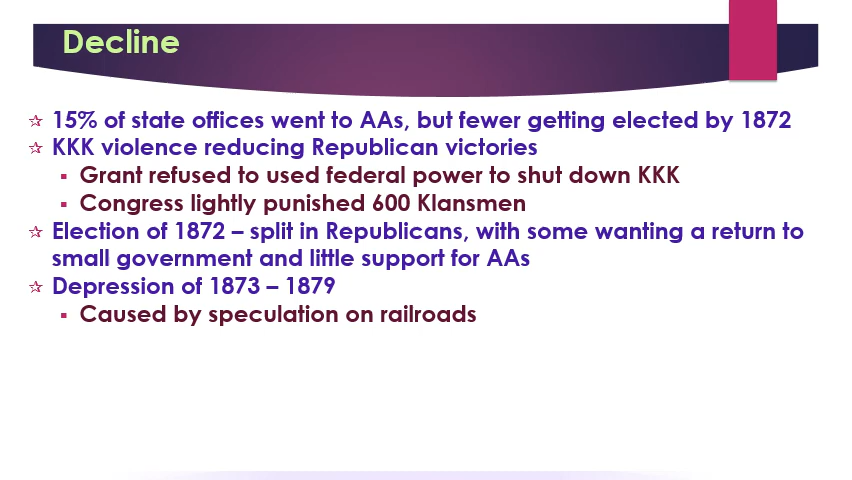 Decline
☆ 15% of state offices went to AAs, but fewer getting elected by 1872
☆ KKK violence reducing Republican victories
▪ Grant refused to used federal power to shut down KKK
▪ Congress lightly punished 600 Klansmen
☆ Election of 1872 – split in Republicans, with some wanting a return to
small government and little support for AAs
☆ Depression of 1873 – 1879
▪ Caused by speculation on railroads